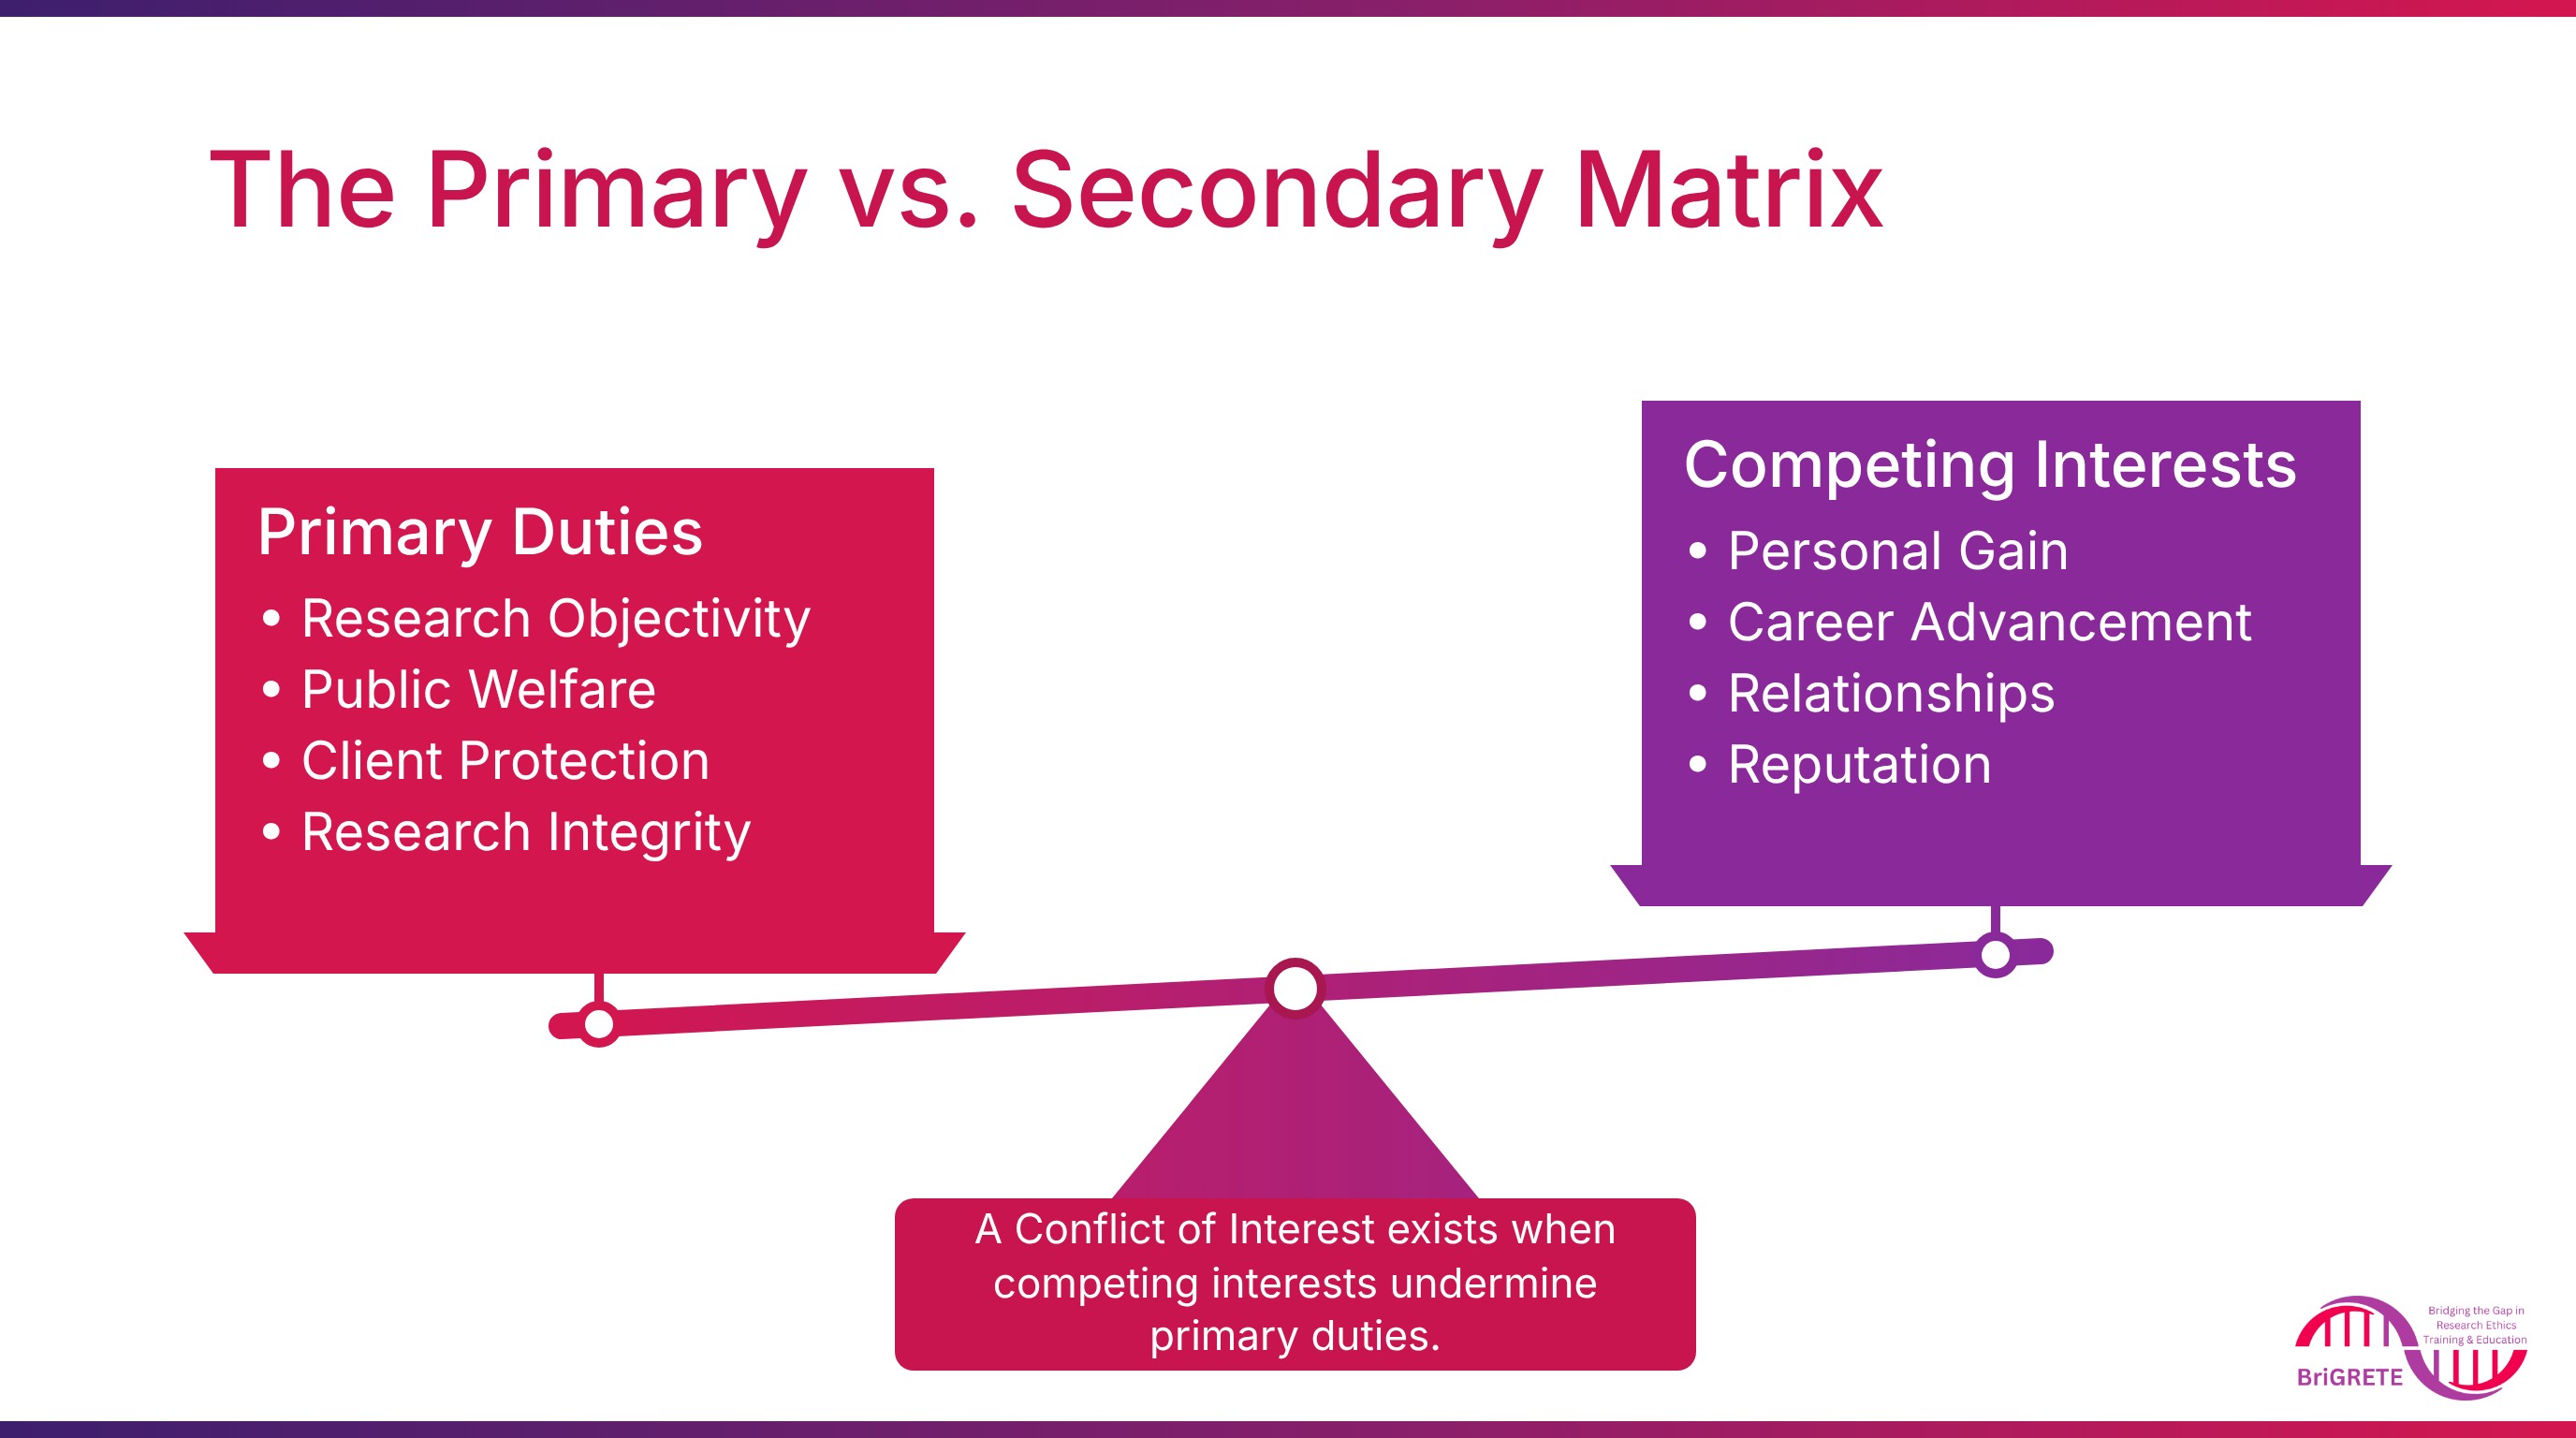 The Primary vs. Secondary Matrix
Primary Duties
• Research Objectivity
• Public Welfare
• Client Protection
• Research Integrity
Competing Interests
• Personal Gain
• Career Advancement
• Relationships
• Reputation
A Conflict of Interest exists when
competing interests undermine
primary duties.
Bridging the Gap in
Research Ethics
Training & Education
BriGRETE